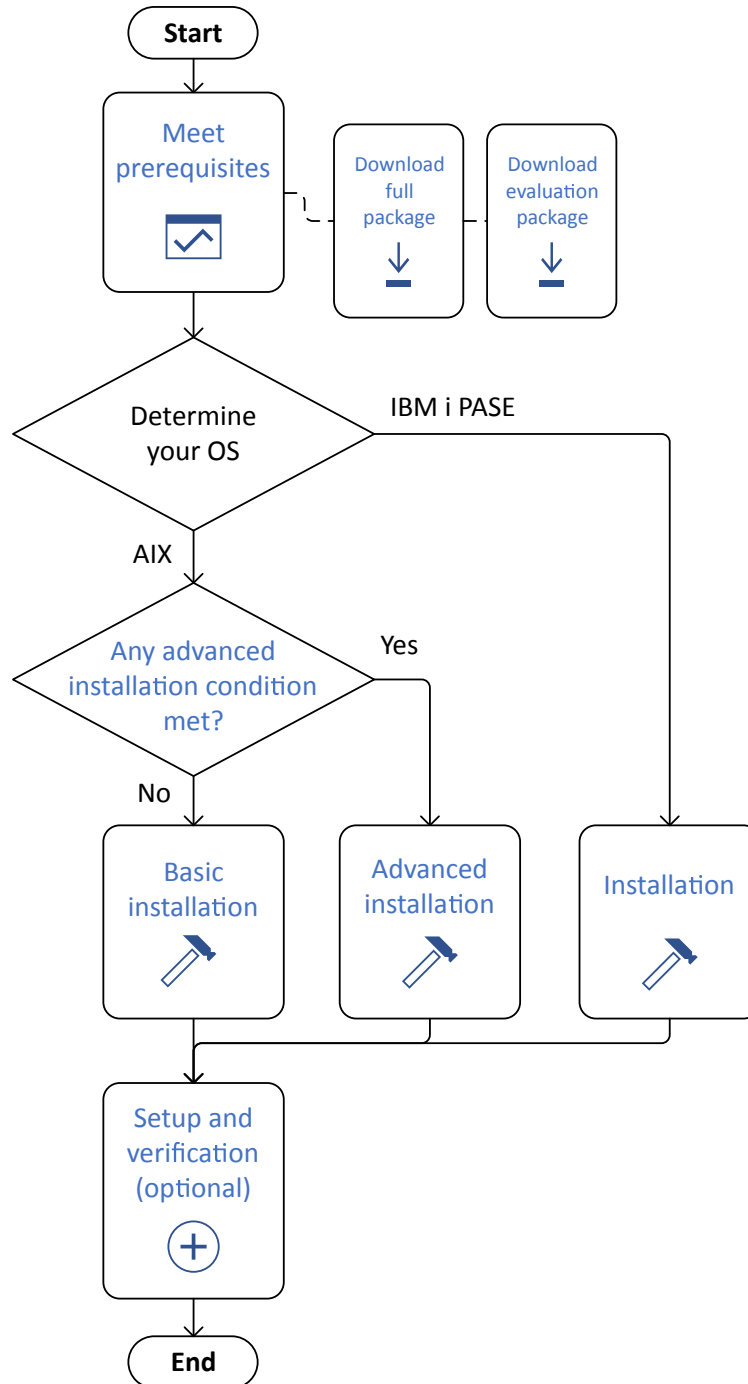 Start
Meet
prerequisites
Download
full
package
Download
evaluation
package
Determine
your OS
IBM i PASE
AIX
Any advanced
installation condition
met?
Yes
No
Basic
installation
Advanced
installation
Installation
Setup and
verification
(optional)
End